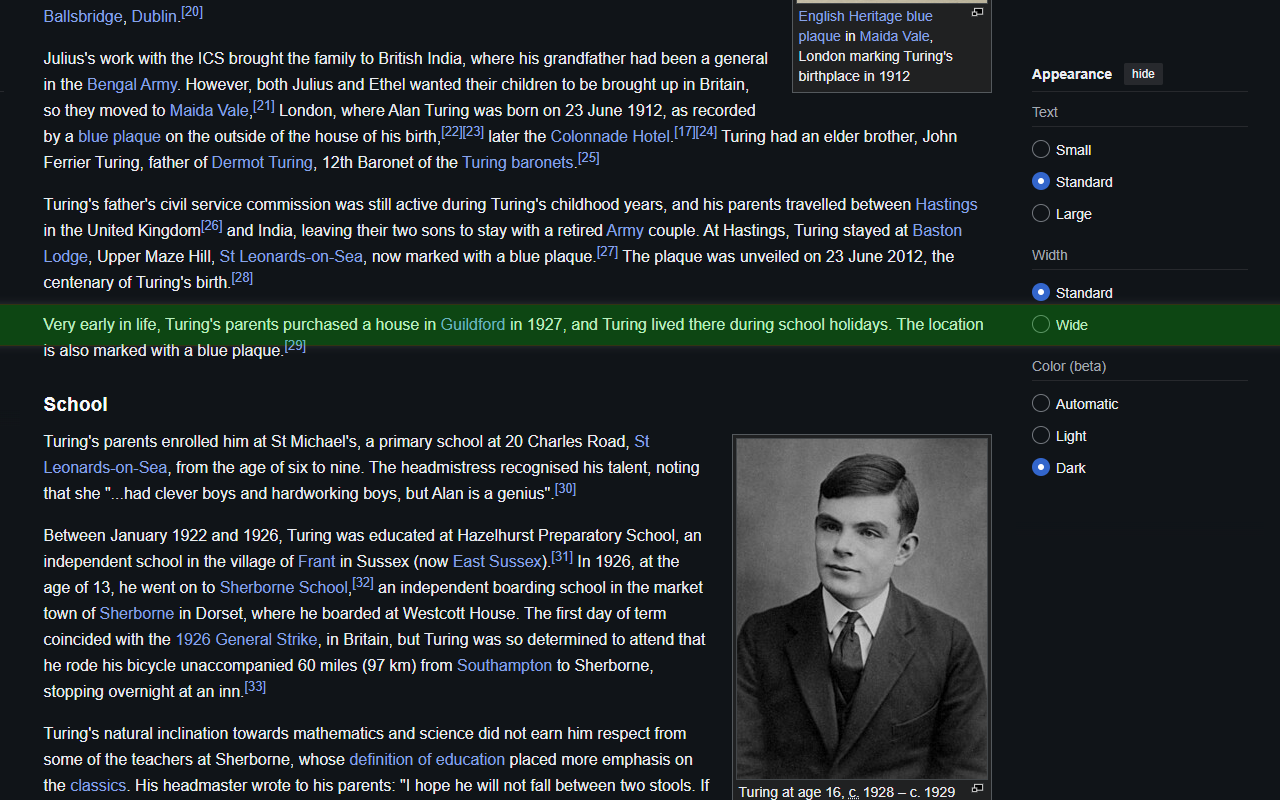 Ballsbridge, Dublin.[20]
Julius's work with the ICS brought the family to British India, where his grandfather had been a general
in the Bengal Army. However, both Julius and Ethel wanted their children to be brought up in Britain,
so they moved to Maida Vale,[21] London, where Alan Turing was born on 23 June 1912, as recorded
by a blue plaque on the outside of the house of his birth,[22][23] later the Colonnade Hotel.[17][24] Turing had an elder brother, John
Ferrier Turing, father of Dermot Turing, 12th Baronet of the Turing baronets.[25]
English Heritage blue
plaque in Maida Vale,
London marking Turing's
birthplace in 1912
Turing's father's civil service commission was still active during Turing's childhood years, and his parents travelled between Hastings
in the United Kingdom[26] and India, leaving their two sons to stay with a retired Army couple. At Hastings, Turing stayed at Baston
Lodge, Upper Maze Hill, St Leonards-on-Sea, now marked with a blue plaque.[27] The plaque was unveiled on 23 June 2012, the
centenary of Turing's birth.[28]
Very early in life, Turing's parents purchased a house in Guildford in 1927, and Turing lived there during school holidays. The location
is also marked with a blue plaque.[29]
School
Turing's parents enrolled him at St Michael's, a primary school at 20 Charles Road, St
Leonards-on-Sea, from the age of six to nine. The headmistress recognised his talent, noting
that she "...had clever boys and hardworking boys, but Alan is a genius".[30]
Between January 1922 and 1926, Turing was educated at Hazelhurst Preparatory School, an
independent school in the village of Frant in Sussex (now East Sussex).[31] In 1926, at the
age of 13, he went on to Sherborne School,[32] an independent boarding school in the market
town of Sherborne in Dorset, where he boarded at Westcott House. The first day of term
coincided with the 1926 General Strike, in Britain, but Turing was so determined to attend that
he rode his bicycle unaccompanied 60 miles (97 km) from Southampton to Sherborne,
stopping overnight at an inn.[33]
Turing's natural inclination towards mathematics and science did not earn him respect from
some of the teachers at Sherborne, whose definition of education placed more emphasis on
the classics. His headmaster wrote to his parents: "I hope he will not fall between two stools. If
Turing at age 16, c. 1928 – c. 1929
Appearance hide
Text
Small
Standard
Large
Width
Standard
Wide
Color (beta)
Automatic
Light
Dark